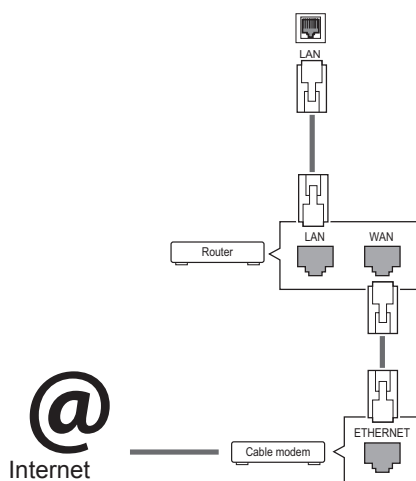 LAN
LAN WAN
Router
ETHERNET
@
Cable modem
Internet